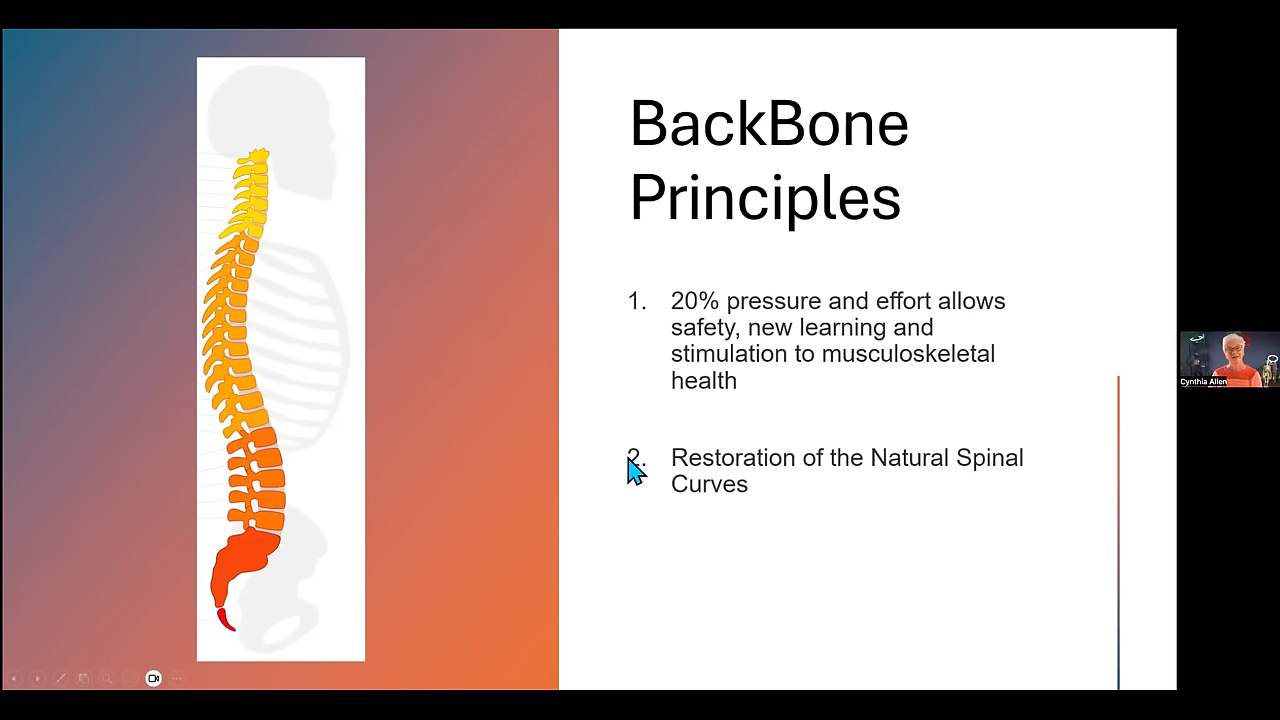 BackBone
Principles
1. 20% pressure and effort allows
safety, new learning and
stimulation to musculoskeletal
health
2. Restoration of the Natural Spinal
Curves
Cynthia Allen